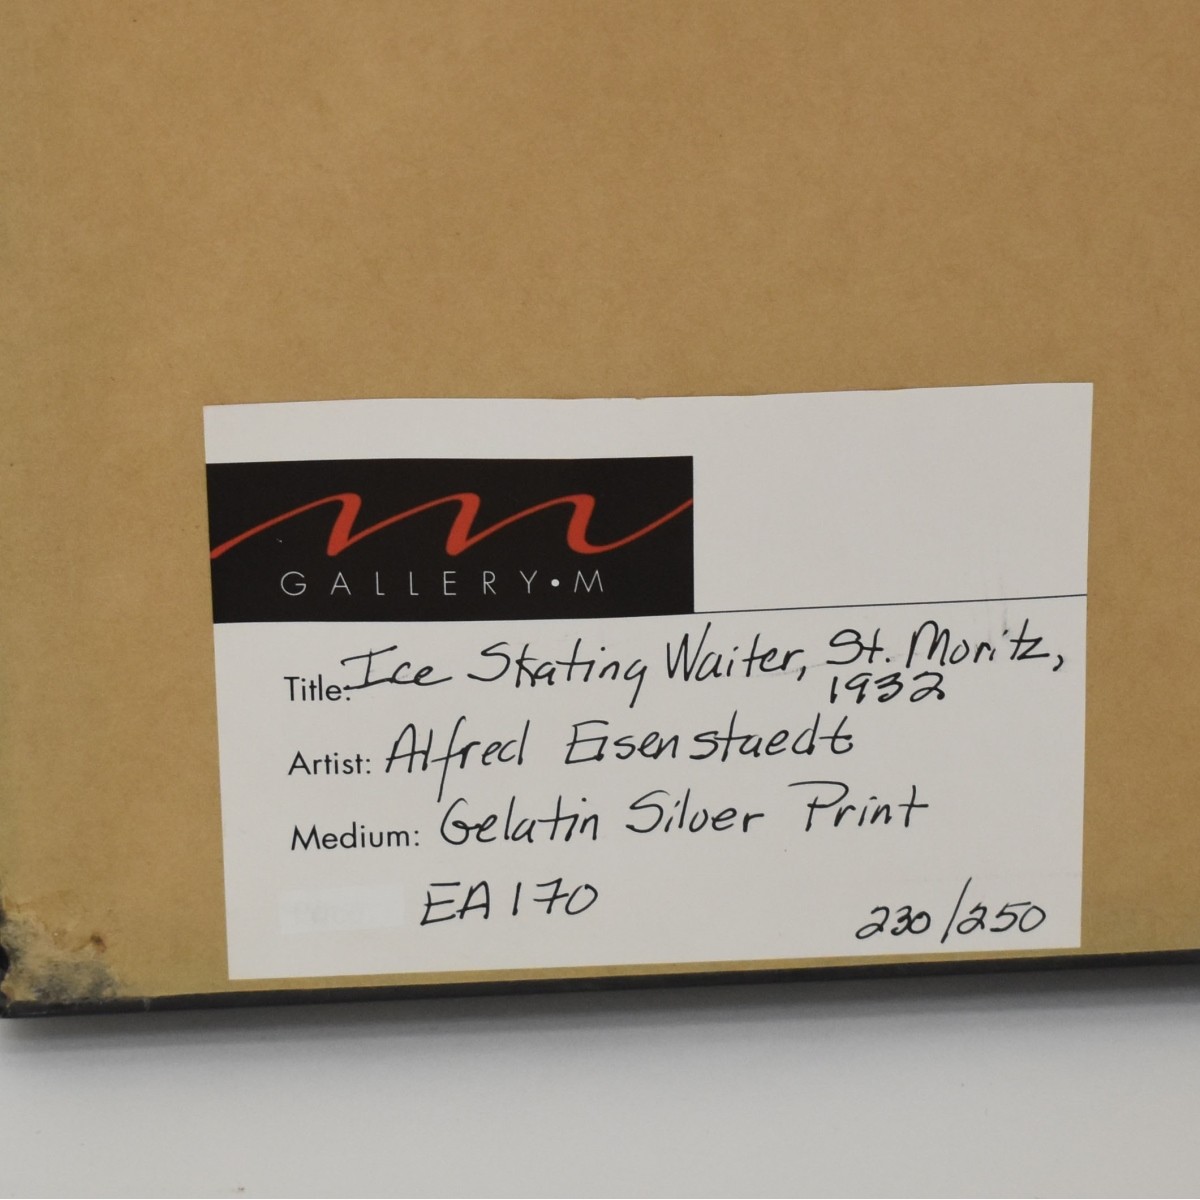 GALLERY•M
Title: Ice Skating Waiter, St. Moritz,
1932
Artist: Alfred Eisenstaedt
Medium: Gelatin Silver Print
EA 170
230/250